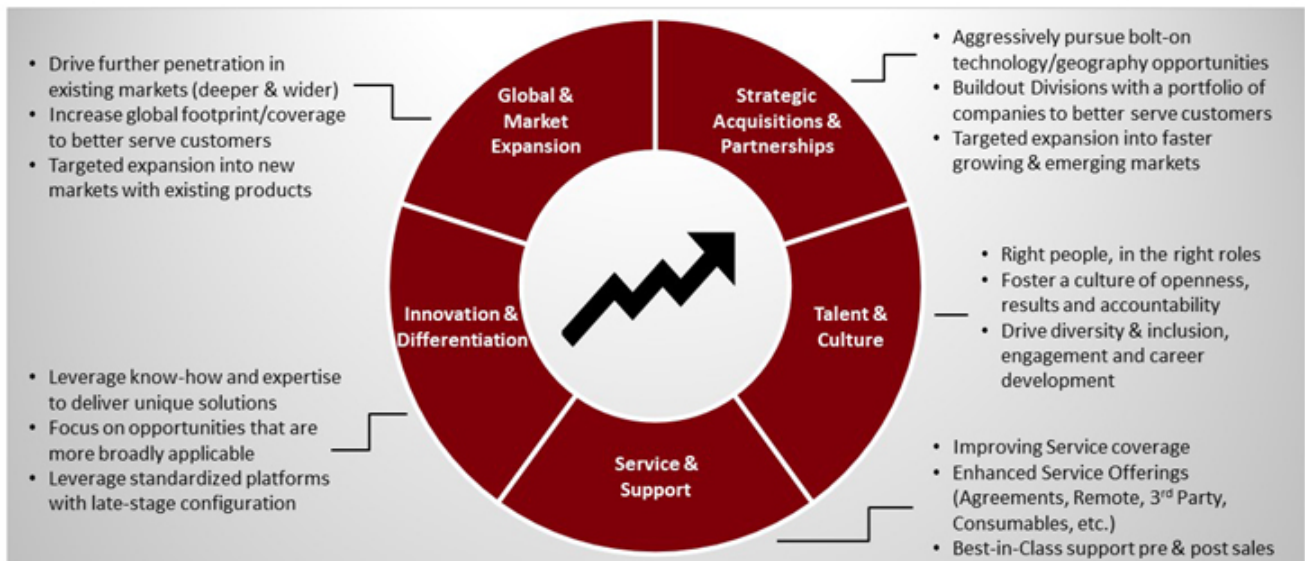 • Drive further penetration in
existing markets (deeper & wider)
• Increase global footprint/coverage
to better serve customers
• Targeted expansion into new
markets with existing products
Global &
Market
Expansion
Strategic
Acquisitions &
Partnerships
• Aggressively pursue bolt-on
technology/geography opportunities
• Buildout Divisions with a portfolio of
companies to better serve customers
• Targeted expansion into faster
growing & emerging markets
Innovation &
Differentiation
Talent &
Culture
• Right people, in the right roles
• Foster a culture of openness,
results and accountability
• Drive diversity & inclusion,
engagement and career
development
• Leverage know-how and expertise
to deliver unique solutions
• Focus on opportunities that are
more broadly applicable
• Leverage standardized platforms
with late-stage configuration
Service &
Support
• Improving Service coverage
• Enhanced Service Offerings
(Agreements, Remote, 3rd Party,
Consumables, etc.)
• Best-in-Class support pre & post sales